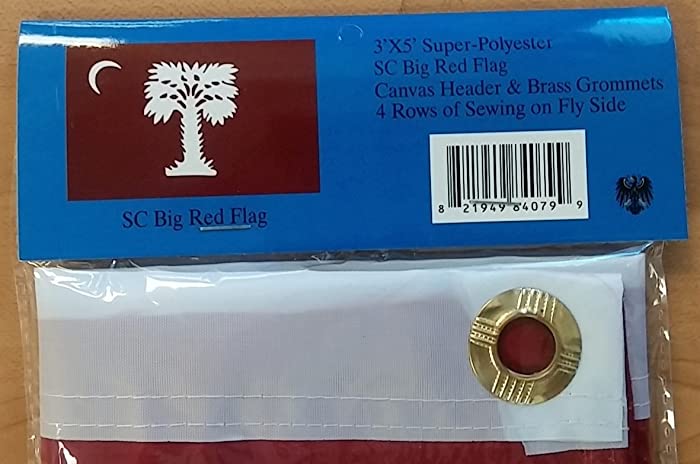 3'X5' Super-Polyester
SC Big Red Flag
Canvas Header & Brass Grommets
4 Rows of Sewing on Fly Side
SC Big Red Flag
8 21949 84079 9